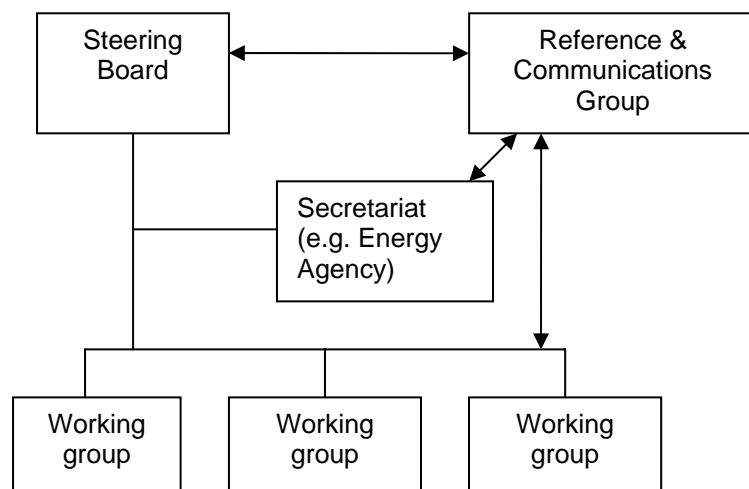 Steering
Board
Reference &
Communications
Group
Secretariat
(e.g. Energy
Agency)
Working
group
Working
group
Working
group